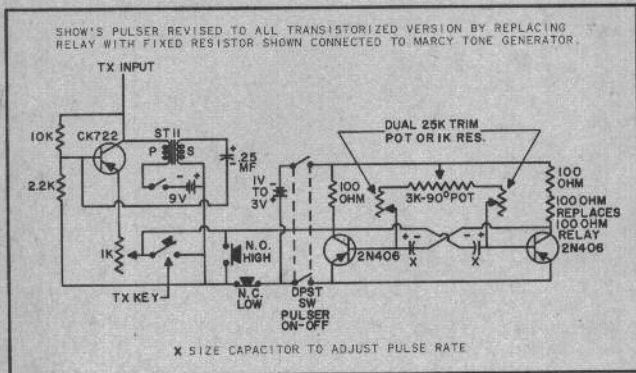 SHOW'S PULSER REVISED TO ALL TRANSISTORIZED VERSION BY REPLACING
RELAY WITH FIXED RESISTOR SHOWN CONNECTED TO MARCY TONE GENERATOR.
TX INPUT
10K
CK722
ST11
P
S
+
.25
MF
-
2.2K
- +
9V
1K
TX KEY
N.O.
HIGH
N.C.
LOW
1V
TO
3V
-
+
DPST
SW
PULSER
ON-OFF
DUAL 25K TRIM
POT OR 1K RES.
100
OHM
3K-90° POT
100
OHM
100 OHM
REPLACES
100 OHM
RELAY
2N406
+ -
X
- +
X
2N406
X SIZE CAPACITOR TO ADJUST PULSE RATE